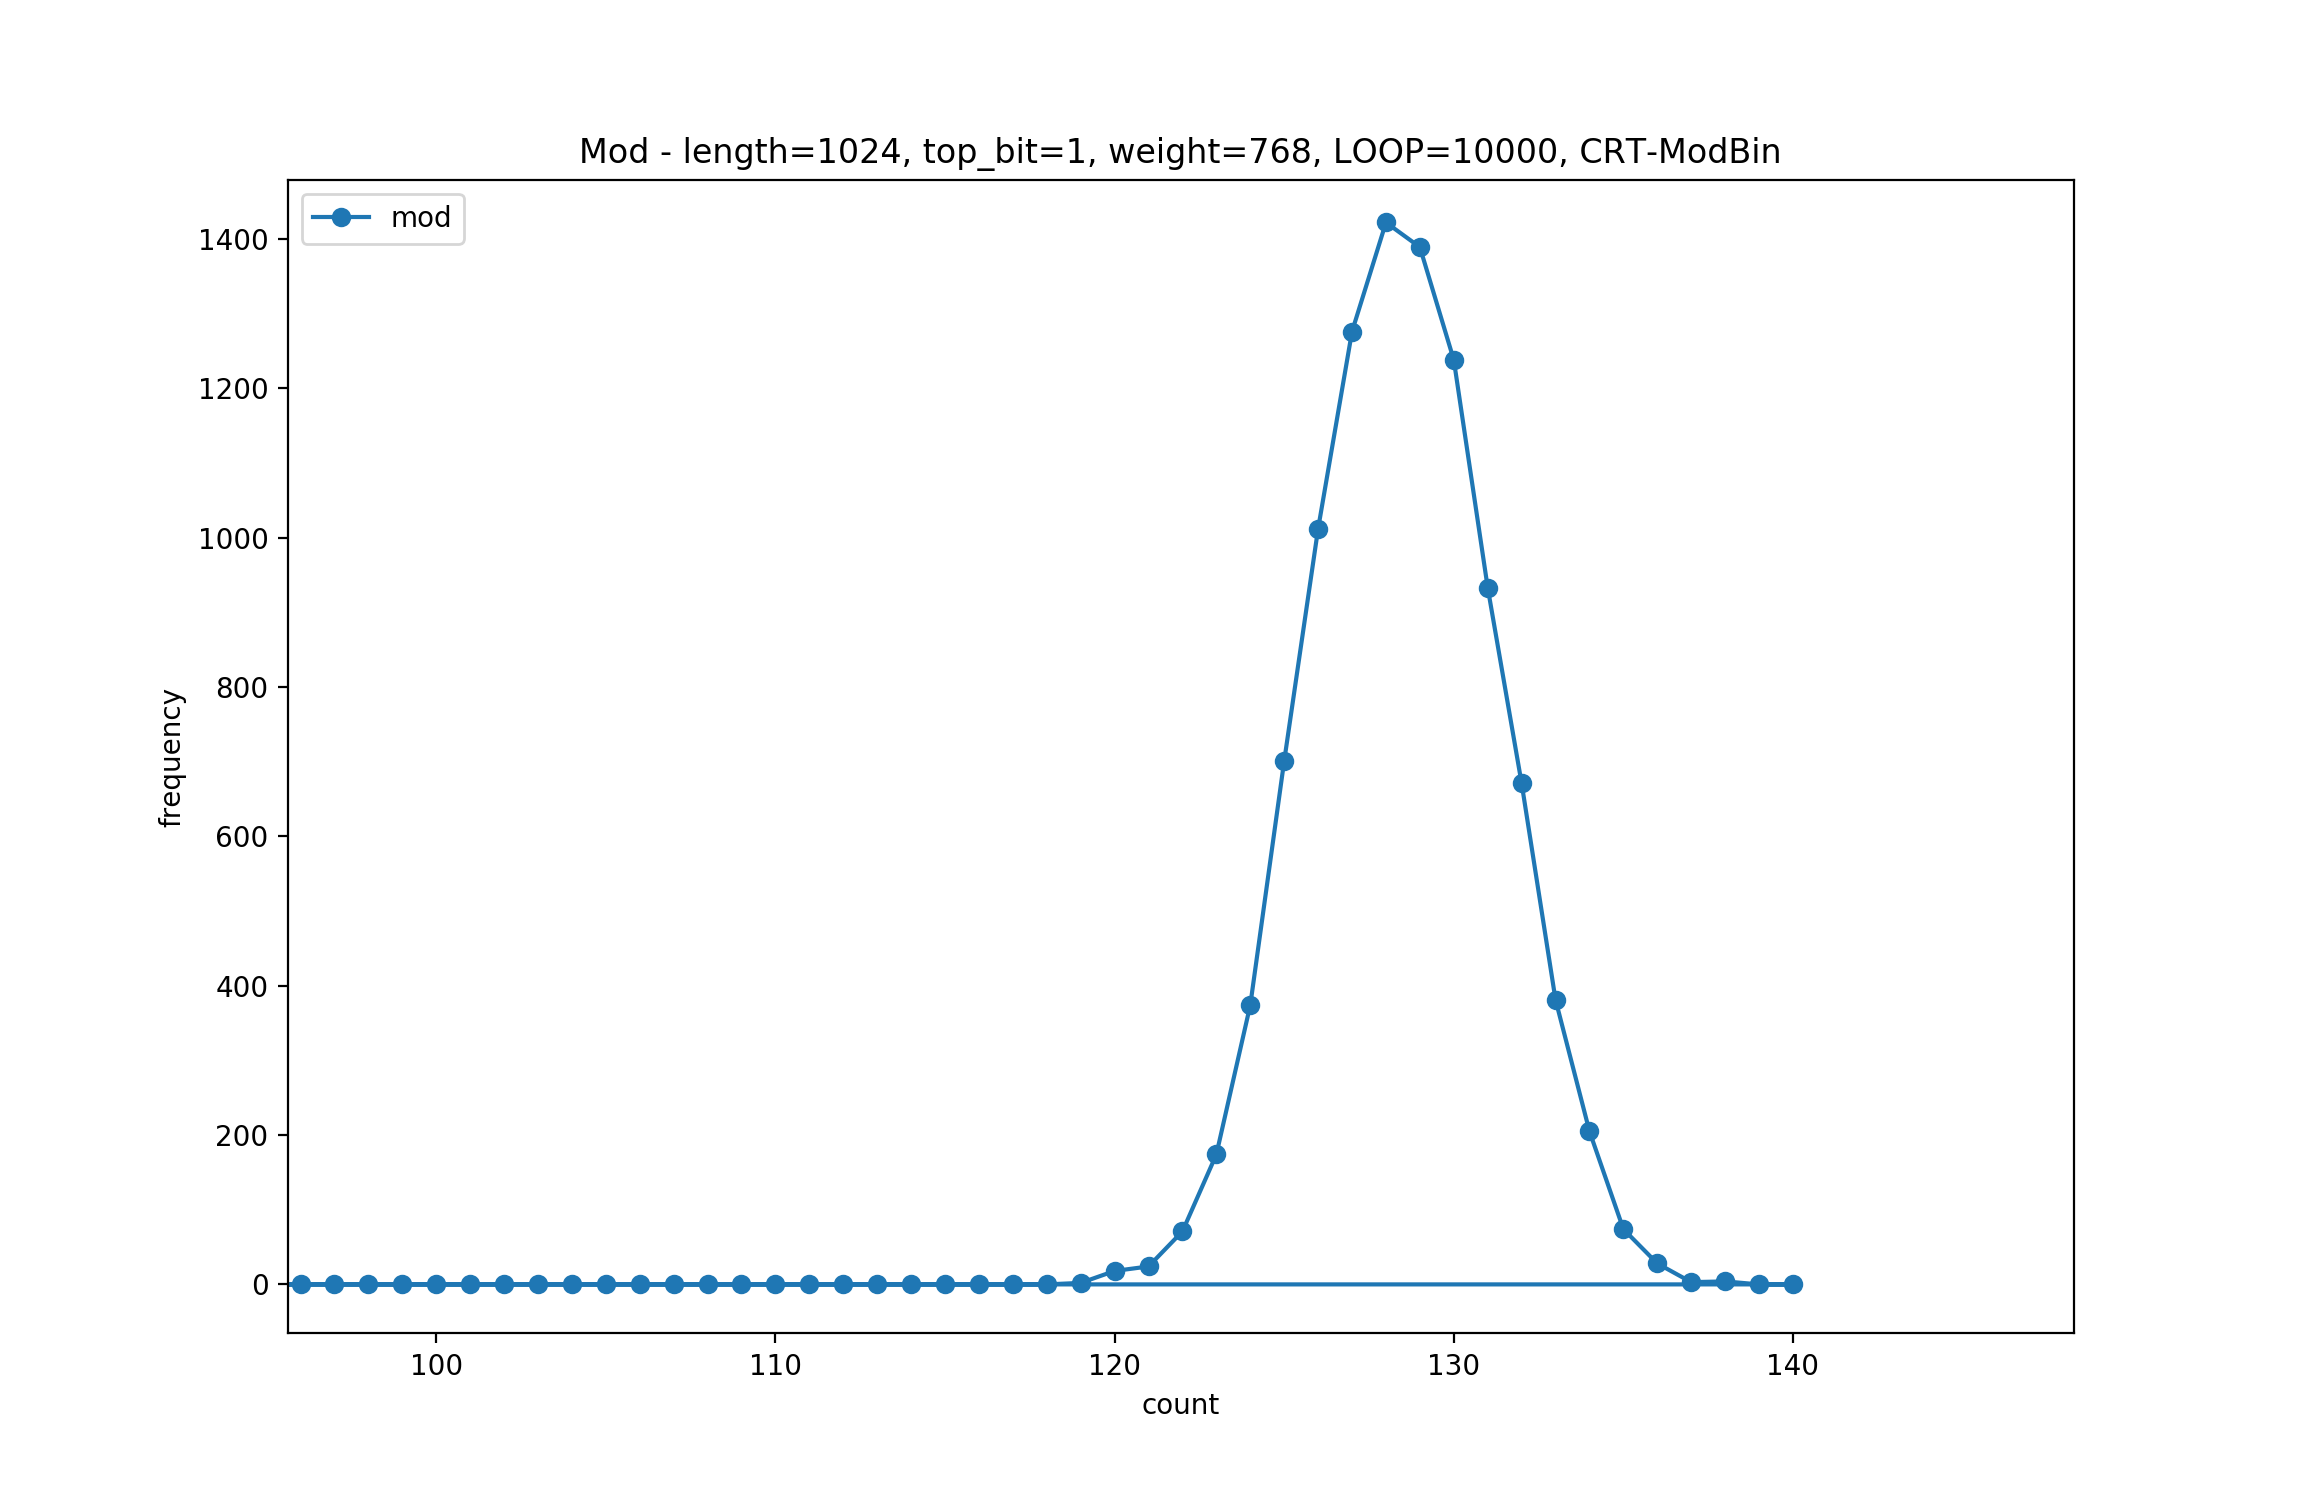 Mod - length=1024, top_bit=1, weight=768, LOOP=10000, CRT-ModBin
mod
1400
1200
1000
800
600
400
200
0
frequency
100 110 120 130 140
count